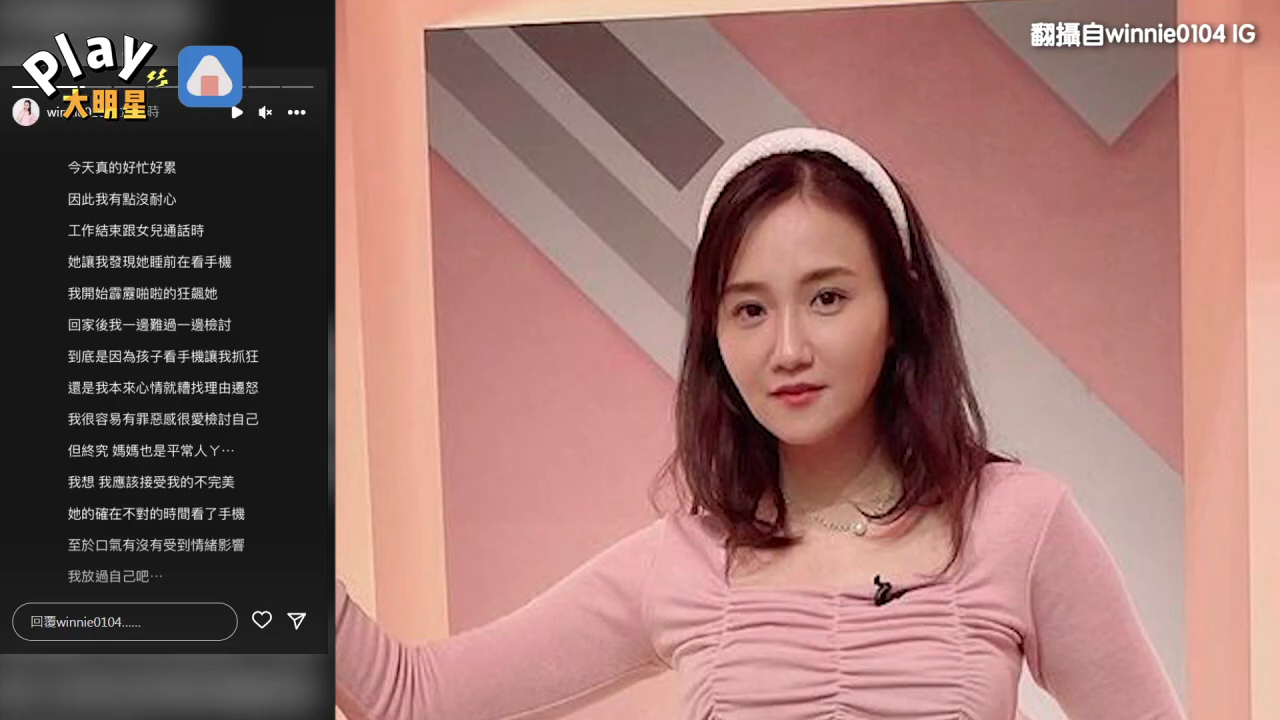 Play
大明星
翻攝自winnie0104 IG
時
今天真的好忙好累
因此我有點沒耐心
工作結束跟女兒通話時
她讓我發現她睡前在看手機
我開始霹靂啪啦的狂飆她
回家後我一邊難過一邊檢討
到底是因為孩子看手機讓我抓狂
還是我本來心情就糟找理由遷怒
我很容易有罪惡感很愛檢討自己
但終究 媽媽也是平常人ㄚ⋯
我想 我應該接受我的不完美
她的確在不對的時間看了手機
至於口氣有沒有受到情緒影響
我放過自己吧⋯
回覆winnie0104......